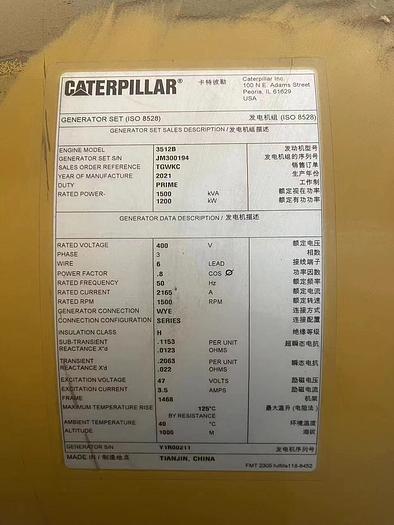 CATERPILLAR® 卡特彼勒 Caterpillar Inc.
100 N E. Adams Street
Peoria, IL 61629
USA
GENERATOR SET (ISO 8528) 发电机组 (ISO 8528)
GENERATOR SET SALES DESCRIPTION / 发电机组描述
ENGINE MODEL 3512B 发动机型号
GENERATOR SET S/N JM300194 发电机组的序列号
SALES ORDER REFERENCE TGWKC 销售订单
YEAR OF MANUFACTURE 2021 生产年份
DUTY PRIME 工作制
RATED POWER- 1500 kVA 额定视在功率
1200 kW 额定有功功率
GENERATOR DATA DESCRIPTION / 发电机描述
RATED VOLTAGE 400 V 额定电压
PHASE 3 相数
WIRE 6 LEAD 接线端子
POWER FACTOR .8 COS Ø 功率因数
RATED FREQUENCY 50 Hz 额定频率
RATED CURRENT 2165 A 额定电流
RATED RPM 1500 RPM 额定转速
GENERATOR CONNECTION WYE 连接方式
CONNECTION CONFIGURATION SERIES 连接配置
INSULATION CLASS H 绝缘等级
SUB-TRANSIENT .1153 PER UNIT 超瞬态电抗
REACTANCE X"d .0123 OHMS
TRANSIENT .2063 PER UNIT 瞬态电抗
REACTANCE X'd .022 OHMS
EXCITATION VOLTAGE 47 VOLTS 励磁电压
EXCITATION CURRENT 3.5 AMPS 励磁电流
FRAME 1468 机架
MAXIMUM TEMPERATURE RISE 125°C 最大温升 (电阻法)
BY RESISTANCE
AMBIENT TEMPERATURE 40 °C 环境温度
ALTITUDE 1006 M 海拔
GENERATOR S/N Y1R00211 发电机序列号
MADE IN / 制造地点 TIANJIN, CHINA